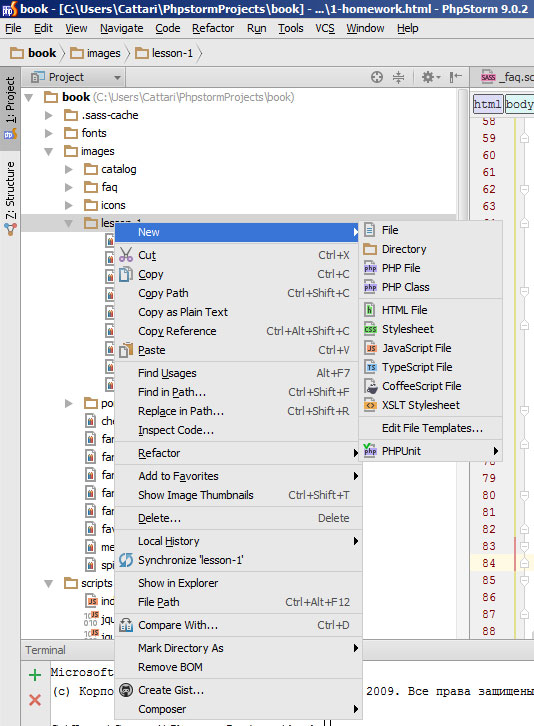 book - [C:\Users\Cattari\PhpstormProjects\book] - ...\1-homework.html - PhpStorm 9.0.2
File Edit View Navigate Code Refactor Run Tools VCS Window Help
book images lesson-1
1: Project
Z: Structure
Project
_faq.sc
book (C:\Users\Cattari\PhpstormProjects\book)
html body
.sass-cache
fonts
images
catalog
faq
icons
lesson-1
58
59
60
61
62
63
78
79
80
81
82
83
84
85
86
87
88
New
Cut Ctrl+X
Copy Ctrl+C
Copy Path Ctrl+Shift+C
Copy as Plain Text
Copy Reference Ctrl+Alt+Shift+C
Paste Ctrl+V
Find Usages Alt+F7
Find in Path... Ctrl+Shift+F
Replace in Path... Ctrl+Shift+R
Inspect Code...
Refactor
Add to Favorites
Show Image Thumbnails Ctrl+Shift+T
Delete... Delete
Local History
Synchronize 'lesson-1'
Show in Explorer
File Path Ctrl+Alt+F12
Compare With... Ctrl+D
Mark Directory As
Remove BOM
Create Gist...
Composer
File
Directory
PHP File
PHP Class
HTML File
Stylesheet
JavaScript File
TypeScript File
CoffeeScript File
XSLT Stylesheet
Edit File Templates...
PHPUnit
po
che
fan
fan
fan
fan
fav
me
spi
scripts
ind
jqu
Terminal
Microsoft
(c) Корпо 2009. Все права защищены